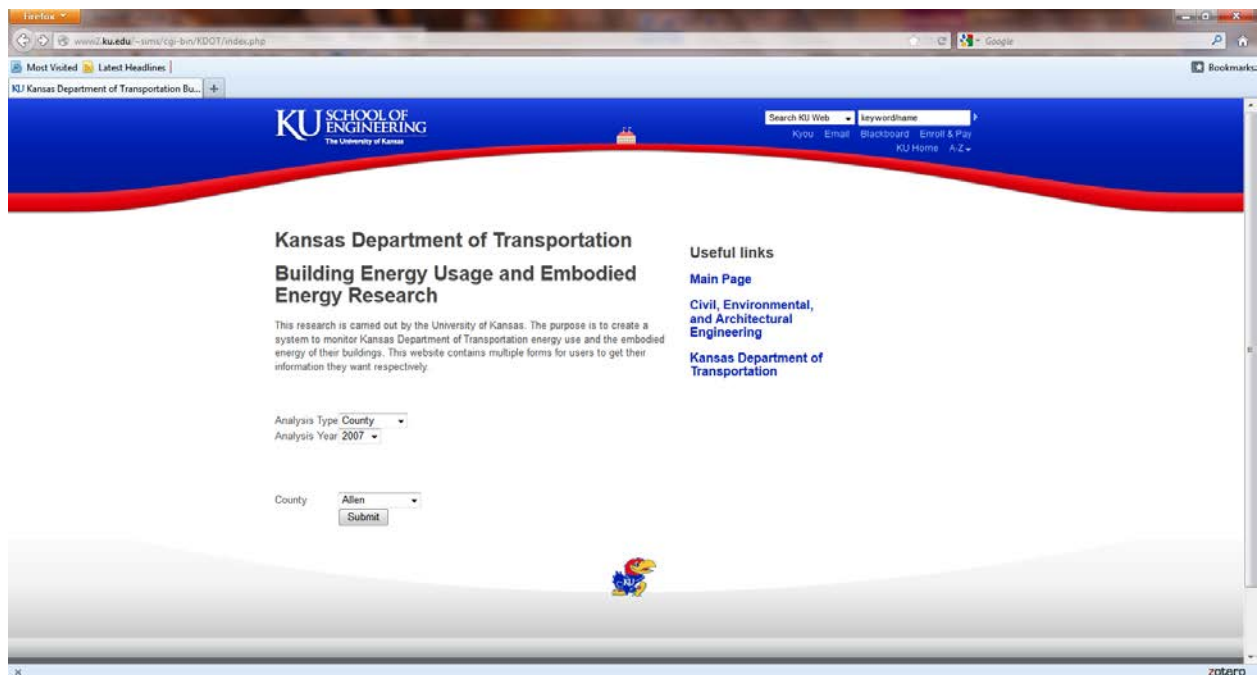 Firefox
www2.ku.edu/~sims/cgi-bin/KDOT/index.php
Google
Most Visited Latest Headlines
Bookmarks
KU Kansas Department of Transportation Bu...
KU SCHOOL OF ENGINEERING
The University of Kansas
Search KU Web keyword/name
Kyou Email Blackboard Enroll & Pay
KU Home A-Z
Kansas Department of Transportation
Building Energy Usage and Embodied
Energy Research
This research is carried out by the University of Kansas. The purpose is to create a
system to monitor Kansas Department of Transportation energy use and the embodied
energy of their buildings. This website contains multiple forms for users to get their
information they want respectively.
Useful links
Main Page
Civil, Environmental,
and Architectural
Engineering
Kansas Department of
Transportation
Analysis Type County
Analysis Year 2007
County Allen
Submit
KU
zotero